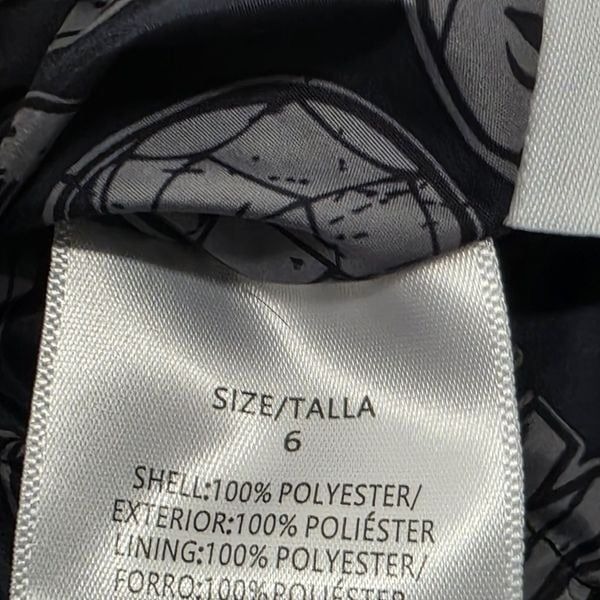 SIZE/TALLA
6
SHELL:100% POLYESTER/
EXTERIOR:100% POLIÉSTER
LINING:100% POLYESTER/
FORRO:100% POLIÉSTER